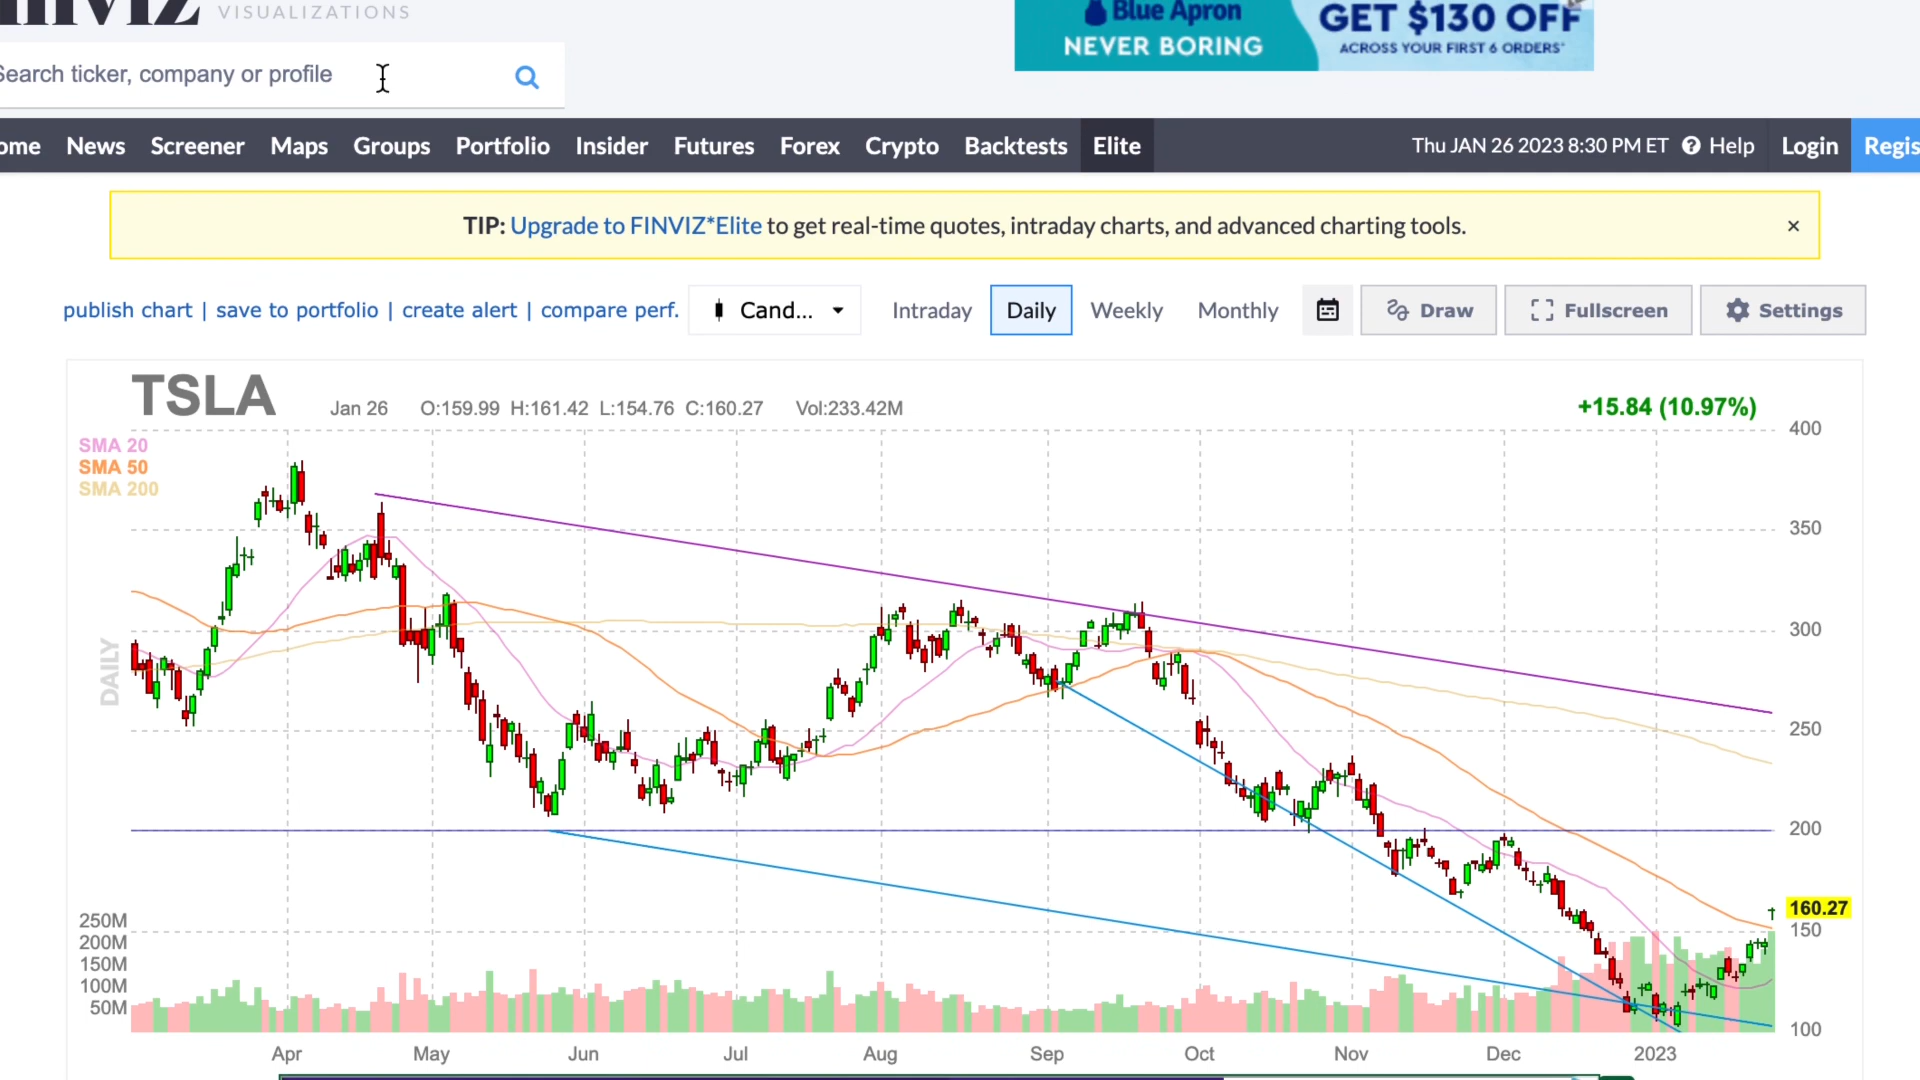 VISUALIZATIONS
Blue Apron
NEVER BORING
GET $130 OFF
ACROSS YOUR FIRST 6 ORDERS*
Search ticker, company or profile
ome News Screener Maps Groups Portfolio Insider Futures Forex Crypto Backtests Elite Thu JAN 26 2023 8:30 PM ET Help Login Regis
TIP: Upgrade to FINVIZ*Elite to get real-time quotes, intraday charts, and advanced charting tools. ×
publish chart | save to portfolio | create alert | compare perf. Cand... Intraday Daily Weekly Monthly Draw Fullscreen Settings
TSLA Jan 26 O:159.99 H:161.42 L:154.76 C:160.27 Vol:233.42M +15.84 (10.97%)
SMA 20
SMA 50
SMA 200
DAILY
400
350
300
250
200
160.27
150
100
250M
200M
150M
100M
50M
Apr May Jun Jul Aug Sep Oct Nov Dec 2023